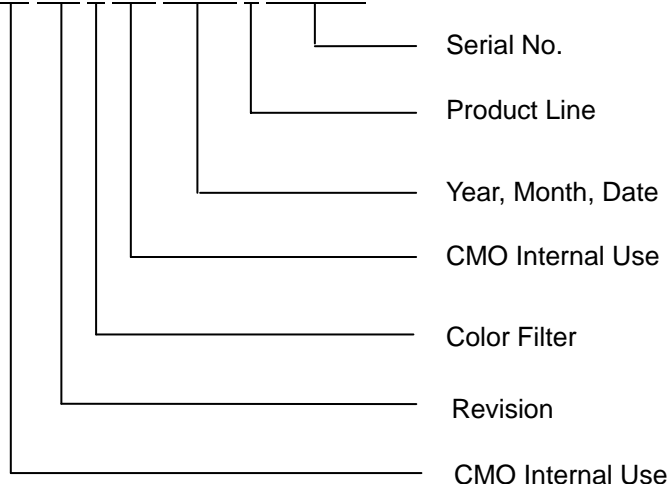 Serial No.
Product Line
Year, Month, Date
CMO Internal Use
Color Filter
Revision
CMO Internal Use